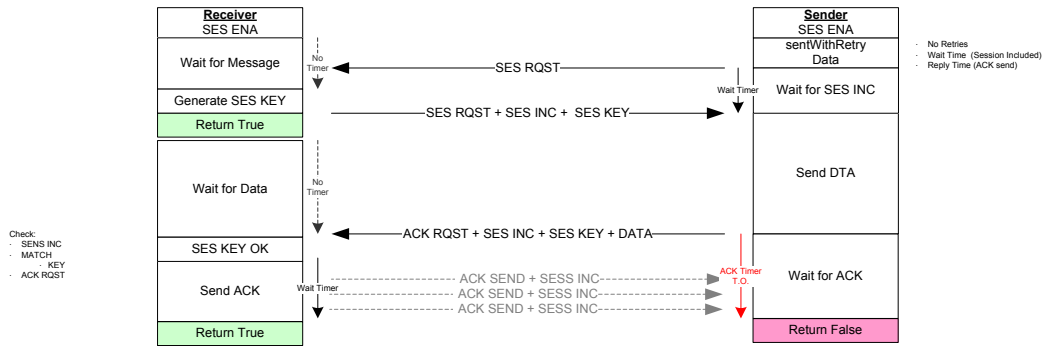 Receiver
SES ENA
Wait for Message
Generate SES KEY
Return True
No
Timer
SES RQST
SES RQST + SES INC + SES KEY
Wait Timer
Sender
SES ENA
sentWithRetry
Data
Wait for SES INC
· No Retries
· Wait Time (Session Included)
· Reply Time (ACK send)
Send DTA
Wait for Data
No
Timer
ACK RQST + SES INC + SES KEY + DATA
Check:
· SENS INC
· MATCH
· KEY
· ACK RQST
SES KEY OK
Send ACK
Return True
Wait Timer
ACK SEND + SESS INC
ACK SEND + SESS INC
ACK SEND + SESS INC
ACK Timer
T.O.
Wait for ACK
Return False